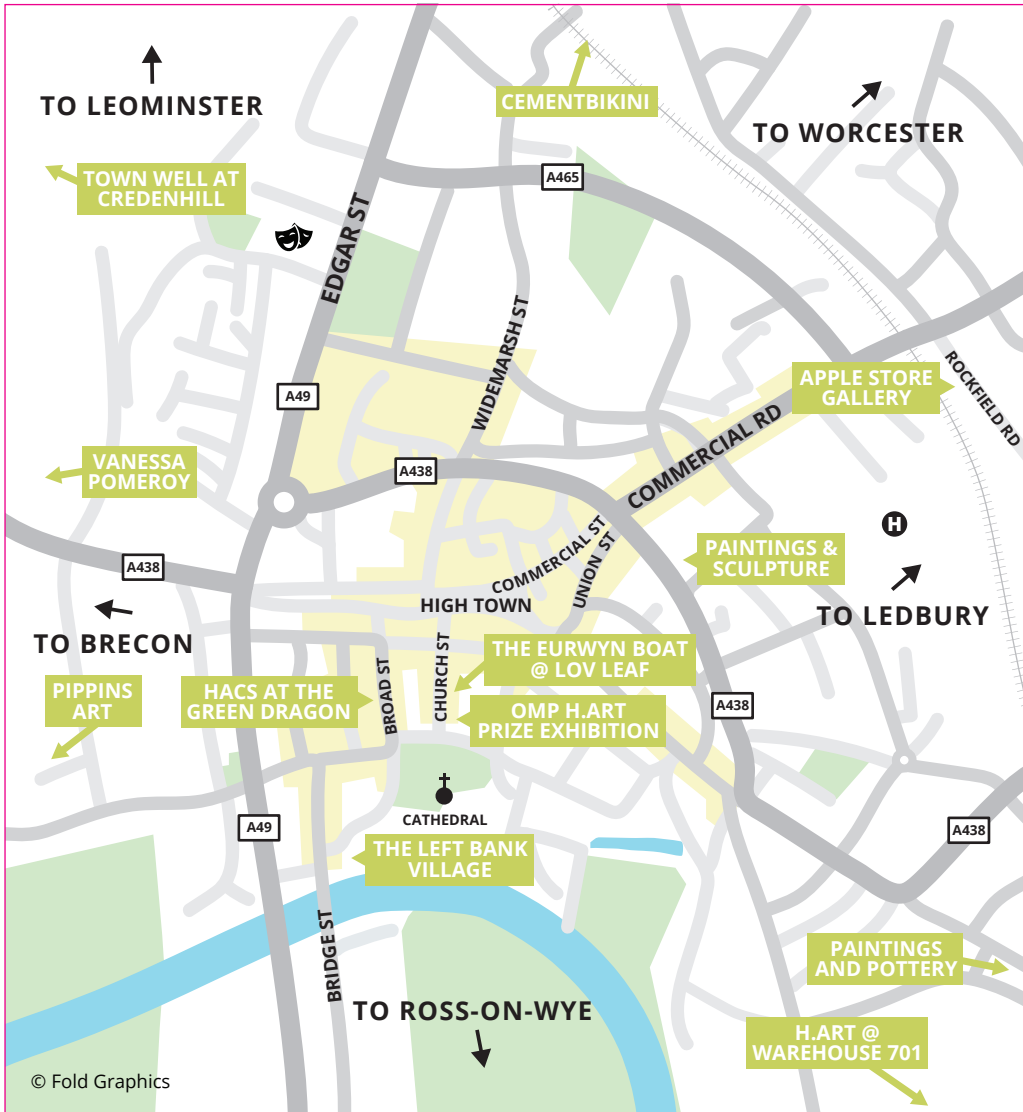 TO LEOMINSTER
CEMENTBIKINI
TO WORCESTER
TOWN WELL AT
CREDENHILL
A465
EDGAR ST
WIDEMARSH ST
ROCKFIELD RD
APPLE STORE
GALLERY
A49
COMMERCIAL RD
VANESSA
POMEROY
A438
H
COMMERCIAL ST
UNION ST
PAINTINGS &
SCULPTURE
A438
HIGH TOWN
TO BRECON
TO LEDBURY
CHURCH ST
THE EURWYN BOAT
@ LOV LEAF
PIPPINS
ART
HACS AT THE
GREEN DRAGON
BROAD ST
OMP H.ART
PRIZE EXHIBITION
A438
CATHEDRAL
A49
A438
THE LEFT BANK
VILLAGE
BRIDGE ST
PAINTINGS
AND POTTERY
TO ROSS-ON-WYE
H.ART @
WAREHOUSE 701
© Fold Graphics